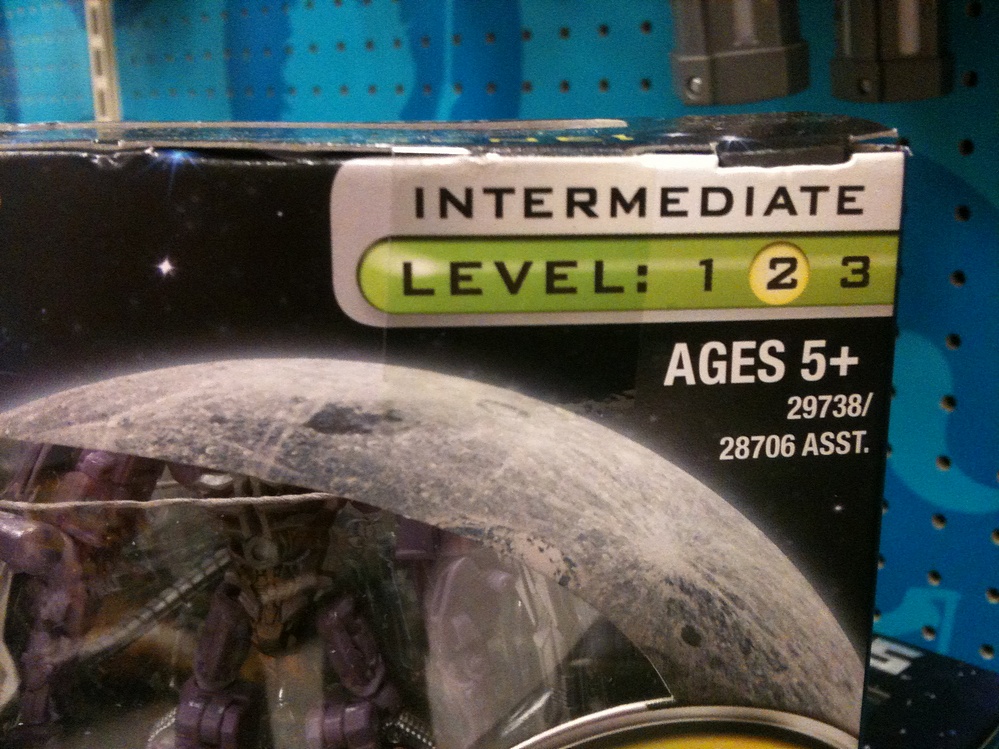 INTERMEDIATE
LEVEL: 1 2 3
AGES 5+
29738/
28706 ASST.